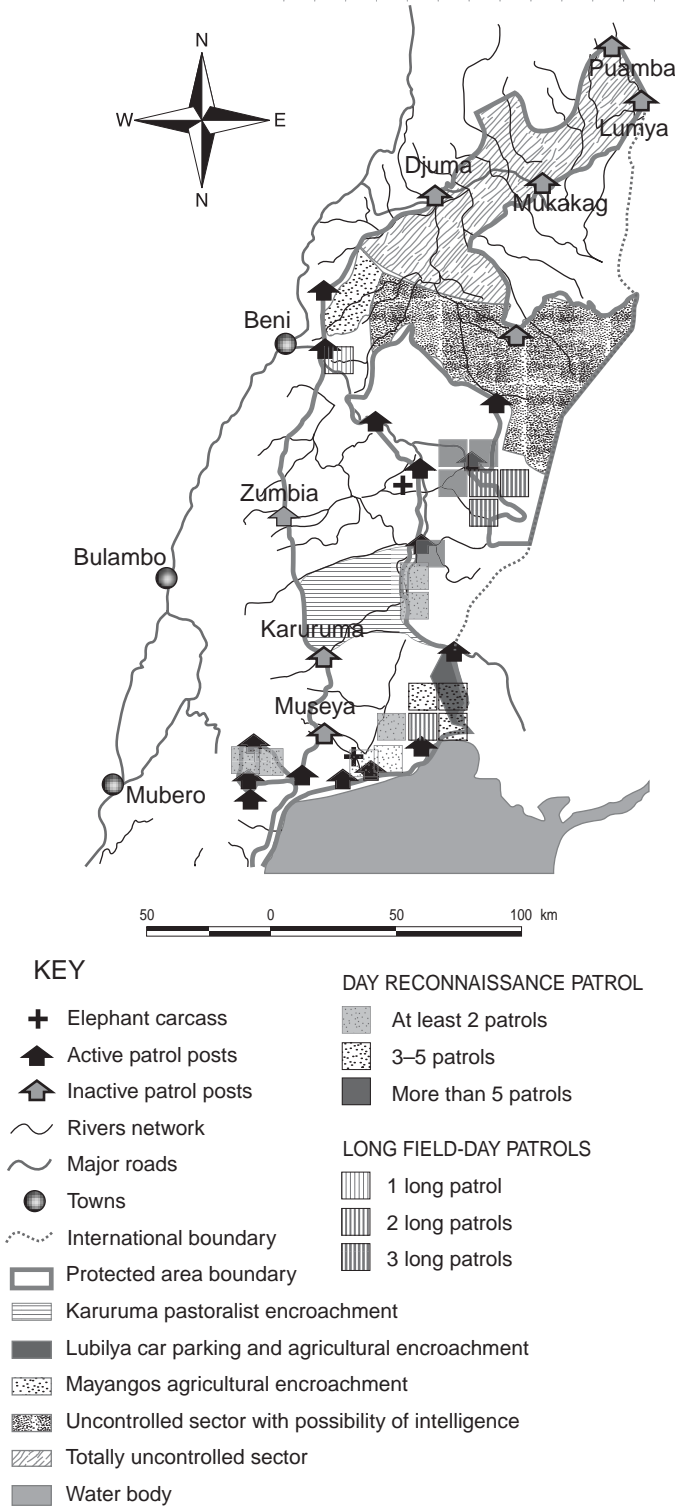 N
W E
N
Puamba
Lumya
Djuma
Mukakag
Beni
Zumbia
Bulambo
Karuruma
Museya
Mubero
50 0 50 100 km
KEY
Elephant carcass
Active patrol posts
Inactive patrol posts
Rivers network
Major roads
Towns
International boundary
Protected area boundary
Karuruma pastoralist encroachment
Lubilya car parking and agricultural encroachment
Mayangos agricultural encroachment
Uncontrolled sector with possibility of intelligence
Totally uncontrolled sector
Water body
DAY RECONNAISSANCE PATROL
At least 2 patrols
3–5 patrols
More than 5 patrols
LONG FIELD-DAY PATROLS
1 long patrol
2 long patrols
3 long patrols